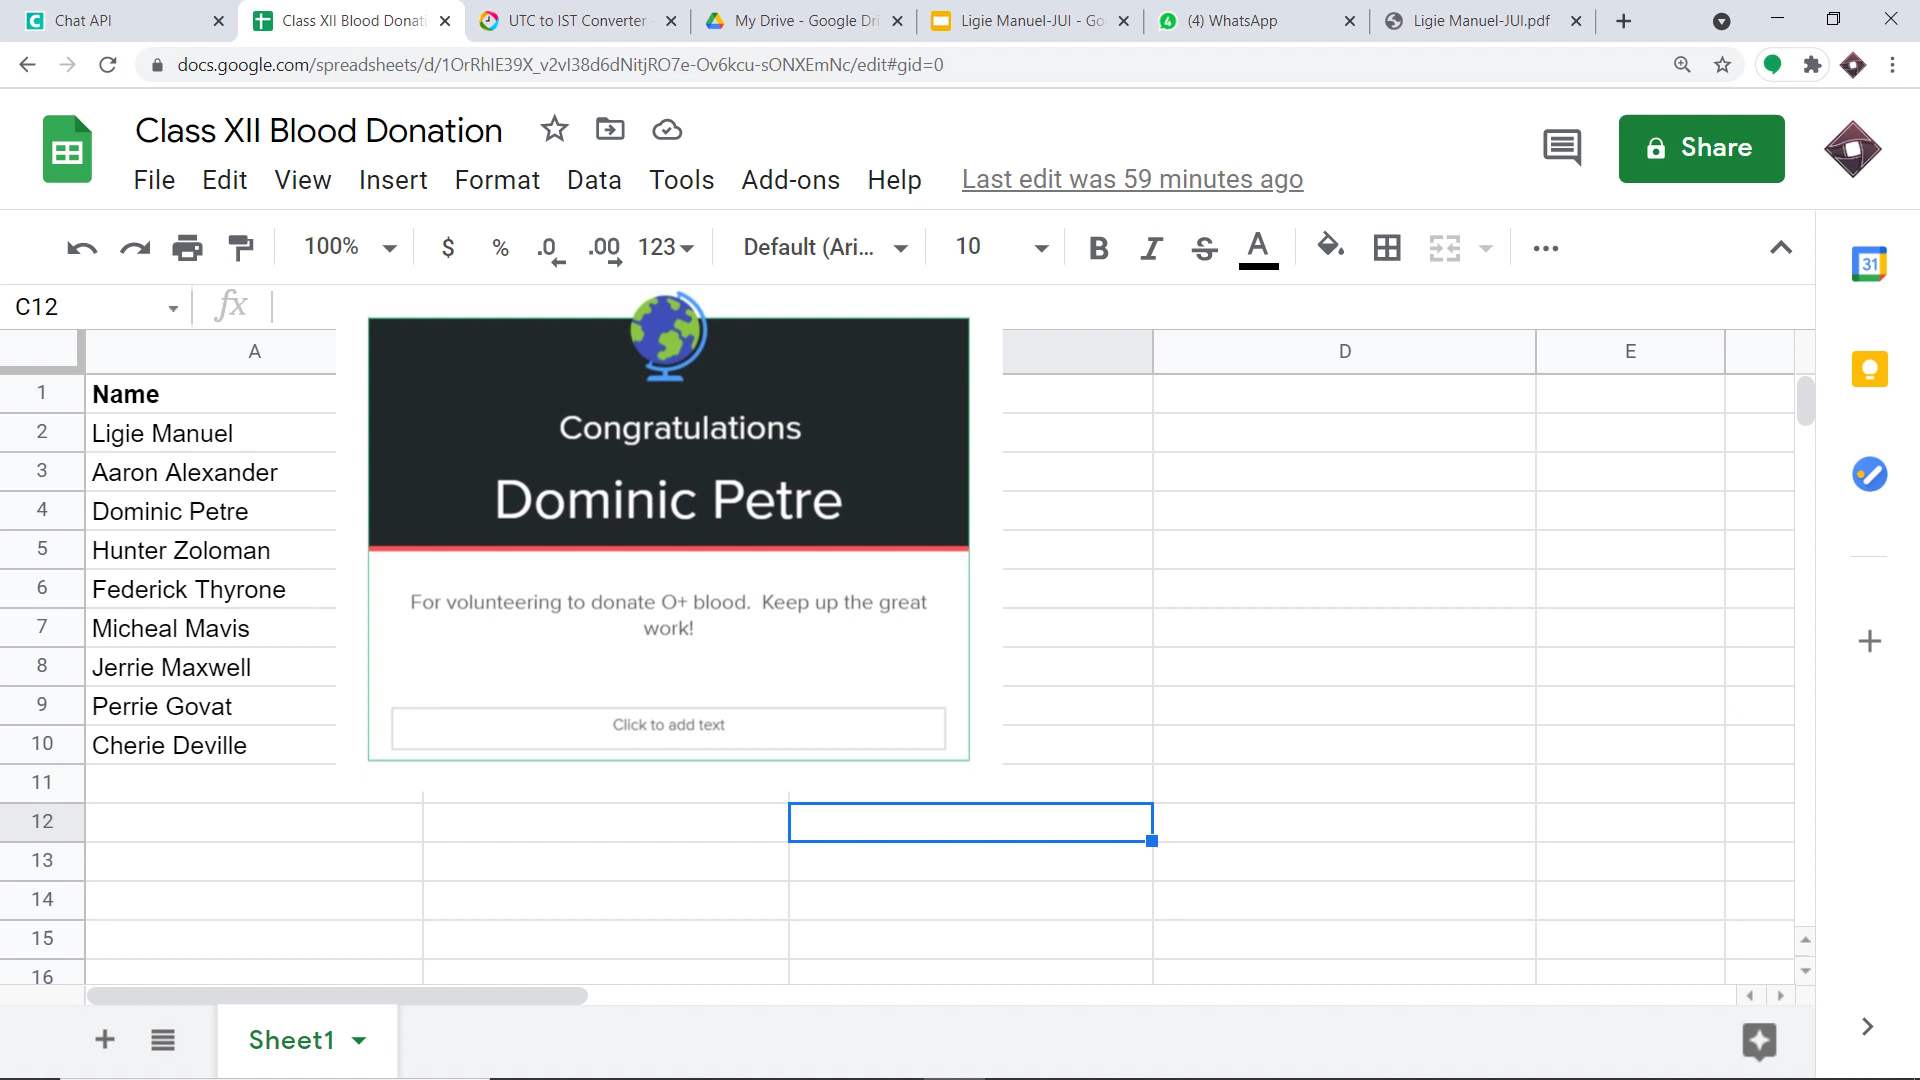 Chat API
Class XII Blood Donati
UTC to IST Converter -
My Drive - Google Dri
Ligie Manuel-JUI - Go
(4) WhatsApp
Ligie Manuel-JUI.pdf
docs.google.com/spreadsheets/d/1OrRhIE39X_v2vI38d6dNitjRO7e-Ov6kcu-sONXEmNc/edit#gid=0
Class XII Blood Donation
Share
File Edit View Insert Format Data Tools Add-ons Help Last edit was 59 minutes ago
100% $ % .0 .00 123 Default (Ari... 10 B I S A
31
C12 fx
A D E
1 Name
2 Ligie Manuel
3 Aaron Alexander
4 Dominic Petre
5 Hunter Zoloman
6 Federick Thyrone
7 Micheal Mavis
8 Jerrie Maxwell
9 Perrie Govat
10 Cherie Deville
11
12
13
14
15
16
Congratulations
Dominic Petre
For volunteering to donate O+ blood. Keep up the great
work!
Click to add text
Sheet1